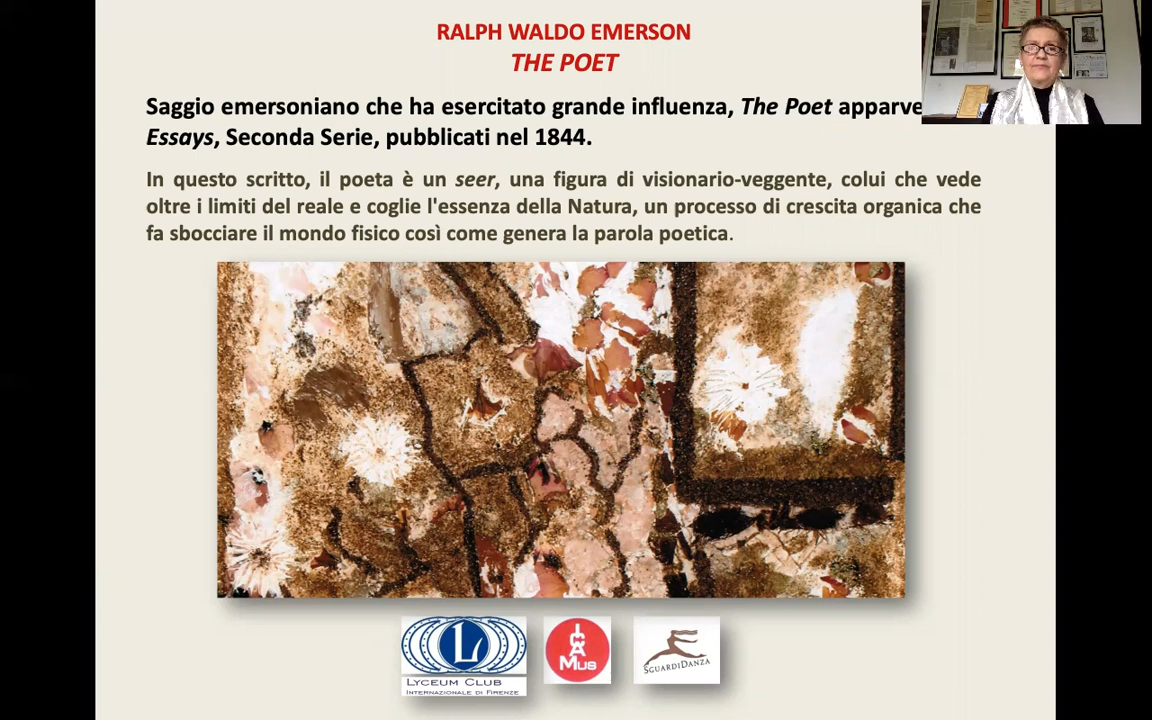 RALPH WALDO EMERSON
THE POET
Saggio emersoniano che ha esercitato grande influenza, The Poet apparve
Essays, Seconda Serie, pubblicati nel 1844.
In questo scritto, il poeta è un seer, una figura di visionario-veggente, colui che vede
oltre i limiti del reale e coglie l'essenza della Natura, un processo di crescita organica che
fa sbocciare il mondo fisico così come genera la parola poetica.
L
LYCEUM CLUB
INTERNAZIONALE DI FIRENZE
ICAMus
SGUARDIDANZA